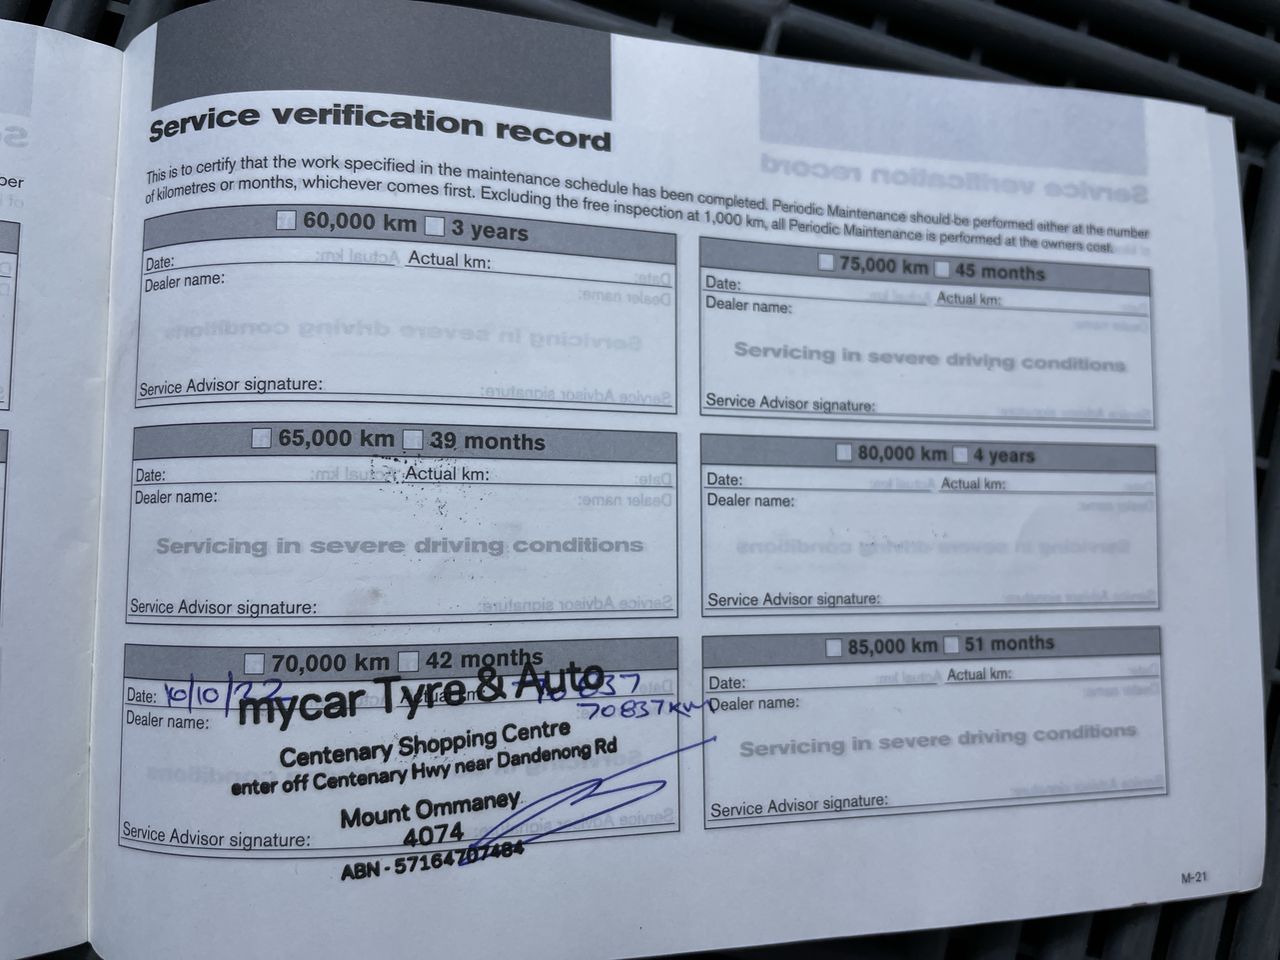 Service verification record
This is to certify that the work specified in the maintenance schedule has been completed. Periodic Maintenance should be performed either at the number
of kilometres or months, whichever comes first. Excluding the free inspection at 1,000 km, all Periodic Maintenance is performed at the owners cost.
60,000 km 3 years
Date: Actual km:
Dealer name:
Service Advisor signature:
65,000 km 39 months
Date: Actual km:
Dealer name:
Servicing in severe driving conditions
Service Advisor signature:
70,000 km 42 months
Date: 10/10/22 Actual km: 70837
70837km
Dealer name:
mycar Tyre & Auto
Centenary Shopping Centre
enter off Centenary Hwy near Dandenong Rd
Mount Ommaney
4074
Service Advisor signature:
ABN - 57164707484
75,000 km 45 months
Date: Actual km:
Dealer name:
Servicing in severe driving conditions
Service Advisor signature:
80,000 km 4 years
Date: Actual km:
Dealer name:
Service Advisor signature:
85,000 km 51 months
Date: Actual km:
Dealer name:
Servicing in severe driving conditions
Service Advisor signature:
M-21